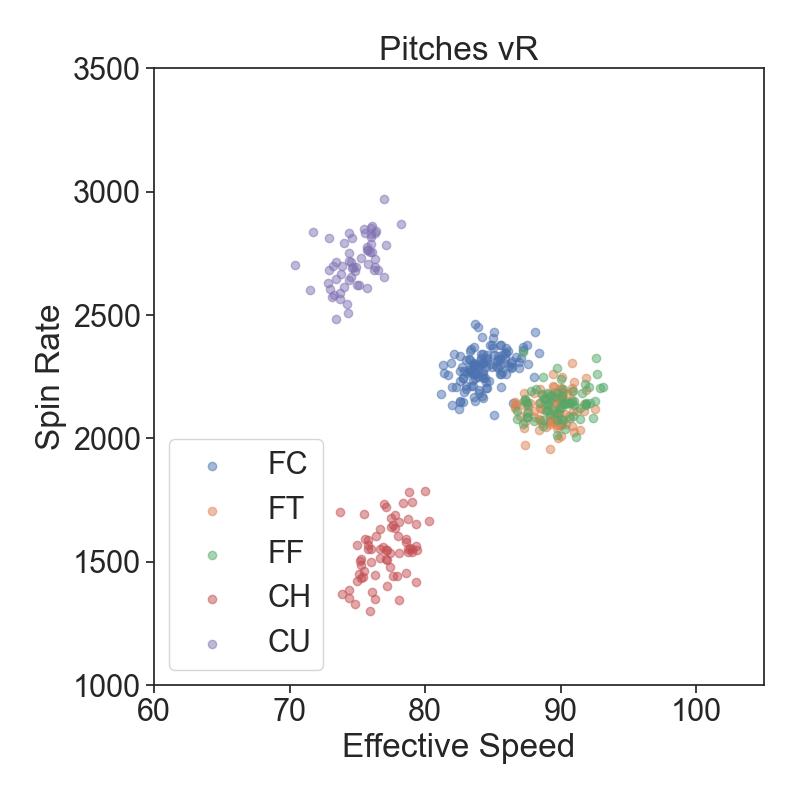 Pitches vR
3500
3000
2500
2000
1500
1000
Spin Rate
FC
FT
FF
CH
CU
60 70 80 90 100
Effective Speed